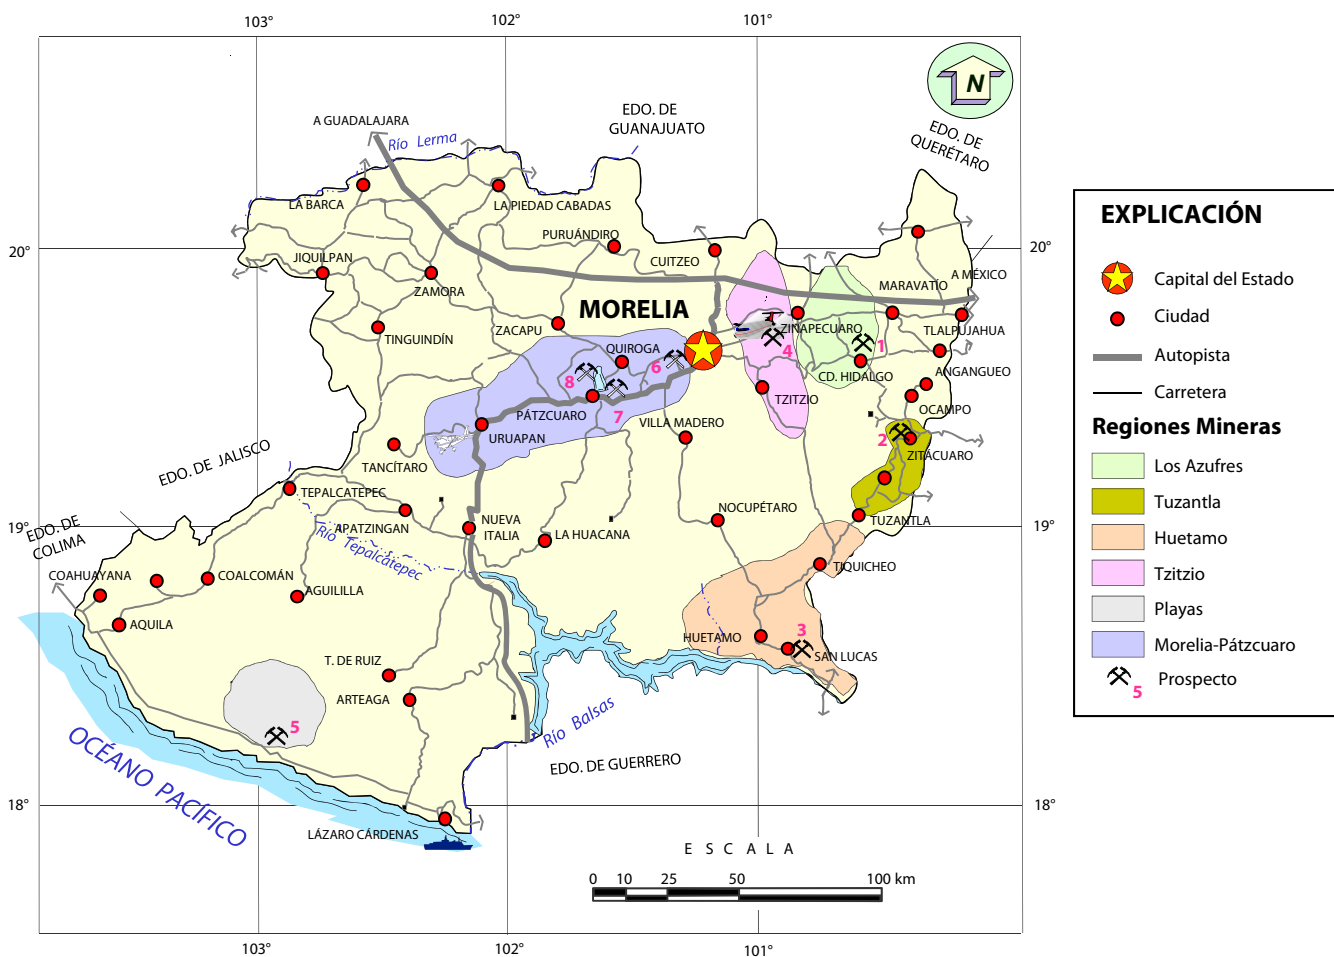 103°
102°
101°
N
EDO. DE
QUERÉTARO
EDO. DE
GUANAJUATO
A GUADALAJARA
Río Lerma
LA BARCA
LA PIEDAD CABADAS
PURUÁNDIRO
CUITZEO
20°
20°
JIQUILPAN
ZAMORA
MARAVATIO
A MÉXICO
MORELIA
TINGUINDÍN
ZACAPU
QUIROGA
ZINAPECUARO
TLALPUJAHUA
4
1
6
8
7
CD. HIDALGO
ANGANGUEO
TZITZIO
OCAMPO
PÁTZCUARO
URUAPAN
VILLA MADERO
2
ZITÁCUARO
TANCÍTARO
EDO. DE JALISCO
TEPALCATEPEC
APATZINGAN
Río Tepalcatepec
NUEVA
ITALIA
LA HUACANA
NOCUPÉTARO
TUZANTLA
19°
19°
EDO. DE
COLIMA
COAHUAYANA
COALCOMÁN
AGUILILLA
AQUILA
TIQUICHEO
HUETAMO
3
SAN LUCAS
T. DE RUIZ
ARTEAGA
5
Río Balsas
EDO. DE GUERRERO
OCÉANO PACÍFICO
LÁZARO CÁRDENAS
18°
18°
E S C A L A
0 10 25 50 100 km
103°
102°
101°
EXPLICACIÓN
Capital del Estado
Ciudad
Autopista
Carretera
Regiones Mineras
Los Azufres
Tuzantla
Huetamo
Tzitzio
Playas
Morelia-Pátzcuaro
5 Prospecto